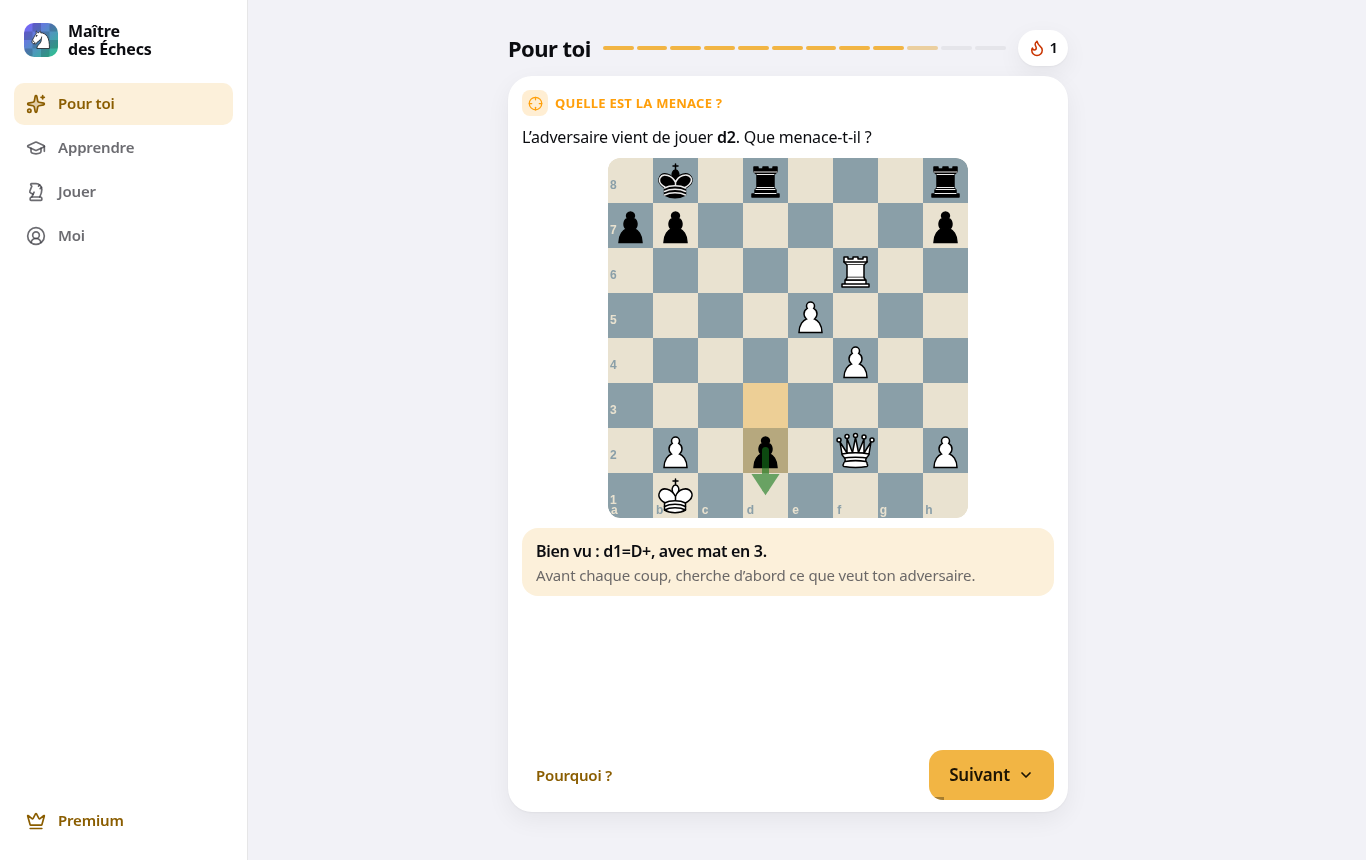 Maître
des Échecs
Pour toi
Apprendre
Jouer
Moi
Premium
Pour toi
1
QUELLE EST LA MENACE ?
L’adversaire vient de jouer d2. Que menace-t-il ?
8
7
6
5
4
3
2
1
a b c d e f g h
Bien vu : d1=D+, avec mat en 3.
Avant chaque coup, cherche d’abord ce que veut ton adversaire.
Pourquoi ?
Suivant